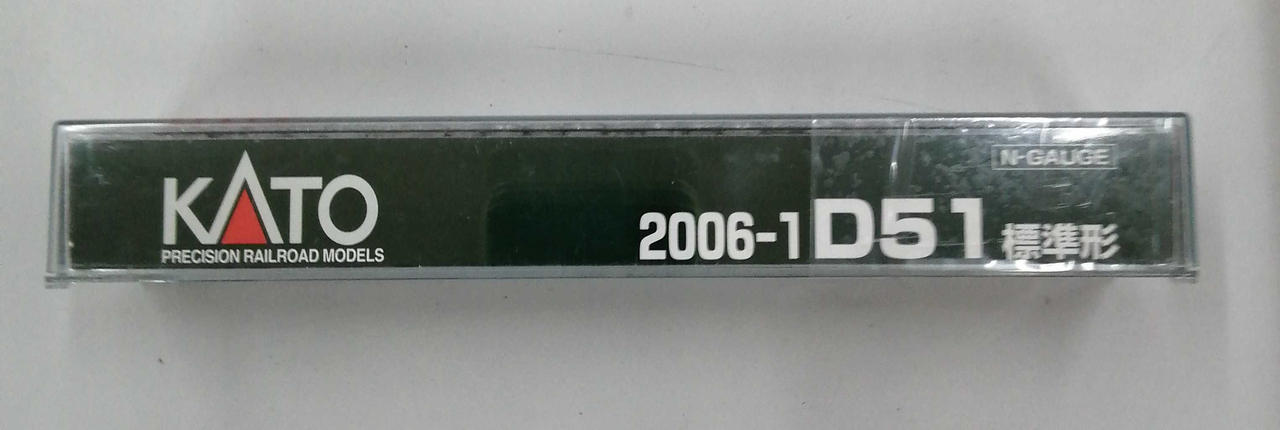 KATO
PRECISION RAILROAD MODELS
N-GAUGE
2006-1 D51 標準形